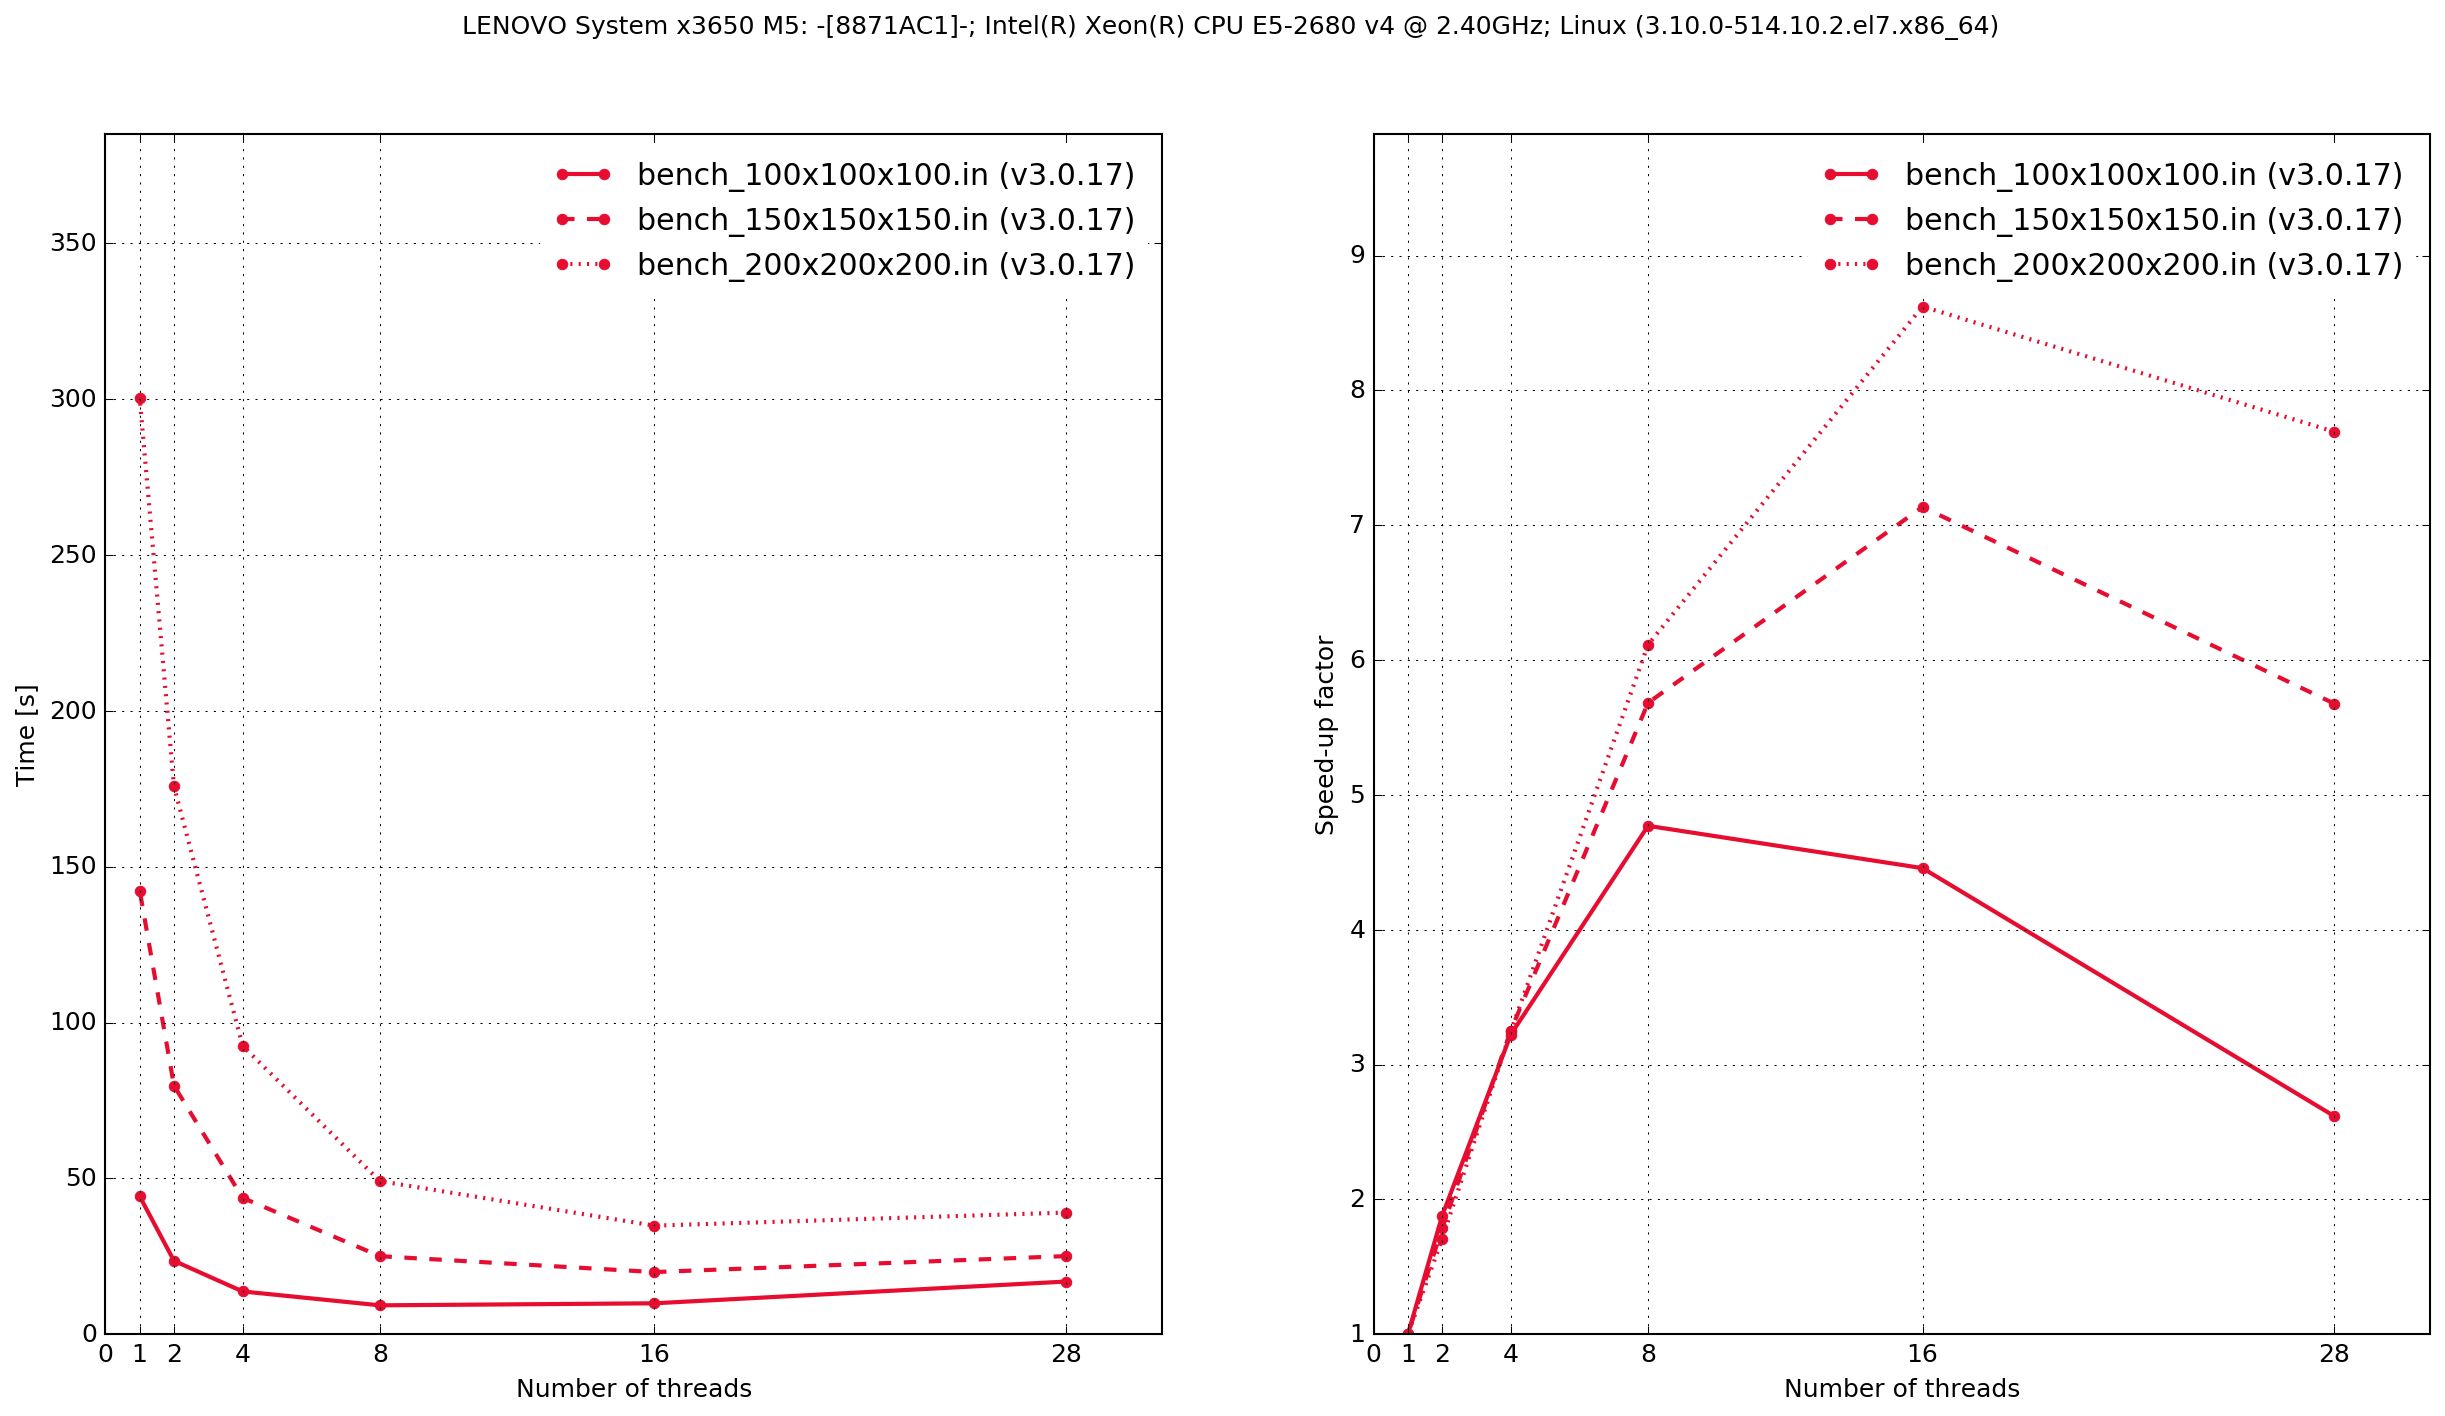 LENOVO System x3650 M5: -[8871AC1]-; Intel(R) Xeon(R) CPU E5-2680 v4 @ 2.40GHz; Linux (3.10.0-514.10.2.el7.x86_64)
bench_100x100x100.in (v3.0.17)
bench_150x150x150.in (v3.0.17)
bench_200x200x200.in (v3.0.17)
350
300
250
200
150
100
50
0
Time [s]
0 1 2 4 8 16 28
Number of threads
bench_100x100x100.in (v3.0.17)
bench_150x150x150.in (v3.0.17)
bench_200x200x200.in (v3.0.17)
9
8
7
6
5
4
3
2
1
Speed-up factor
0 1 2 4 8 16 28
Number of threads